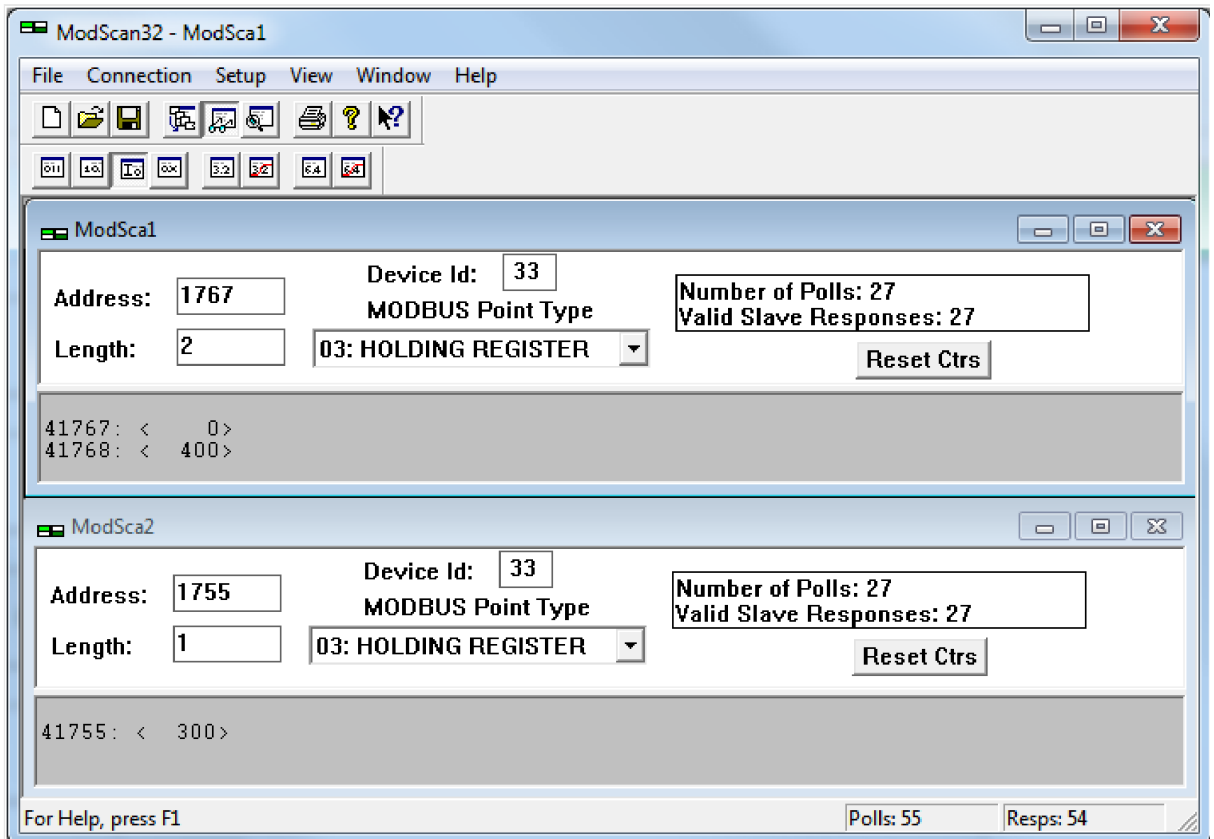 ModScan32 - ModSca1
File Connection Setup View Window Help
ModSca1
Address: 1767
Device Id: 33
MODBUS Point Type
Length: 2
03: HOLDING REGISTER
Number of Polls: 27
Valid Slave Responses: 27
Reset Ctrs
41767: <     0>
41768: <   400>
ModSca2
Address: 1755
Device Id: 33
MODBUS Point Type
Length: 1
03: HOLDING REGISTER
Number of Polls: 27
Valid Slave Responses: 27
Reset Ctrs
41755: <   300>
For Help, press F1
Polls: 55
Resps: 54